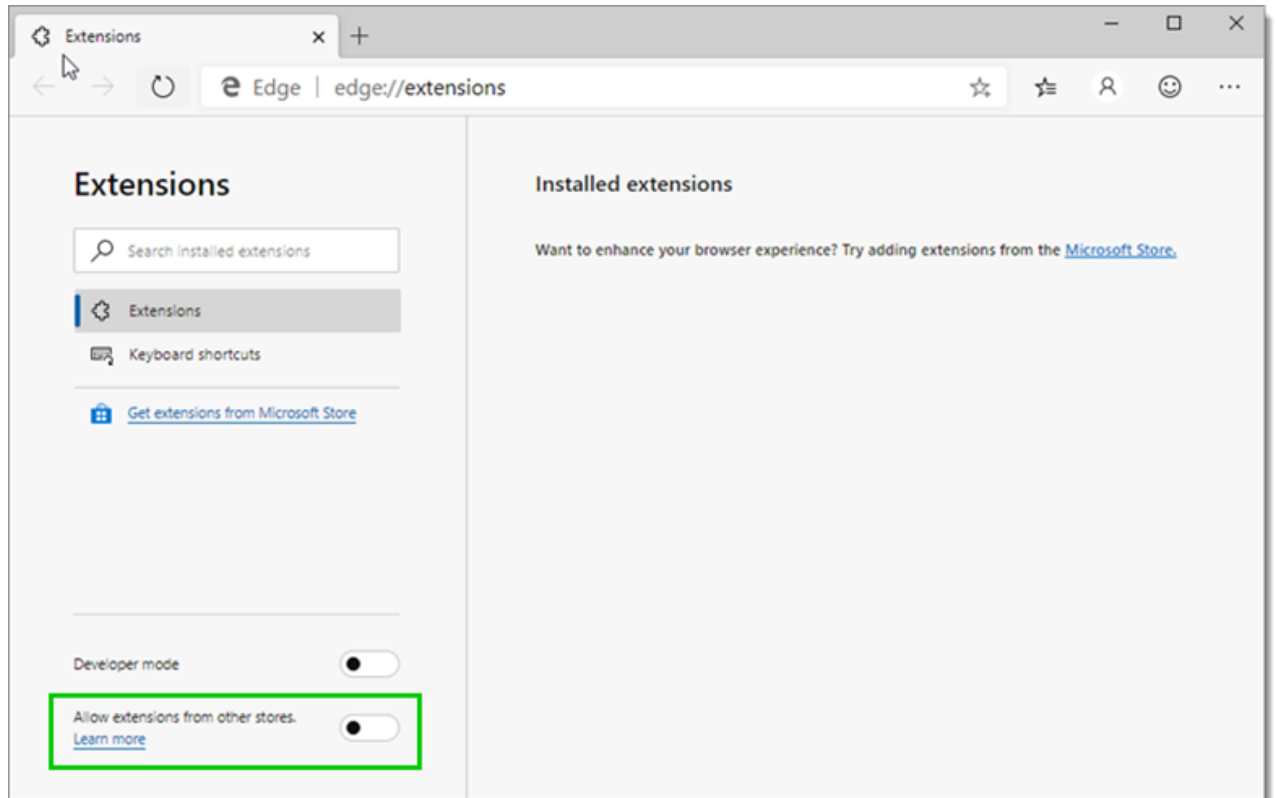 Extensions
Edge | edge://extensions
Extensions
Search installed extensions
Extensions
Keyboard shortcuts
Get extensions from Microsoft Store
Developer mode
Allow extensions from other stores.
Learn more
Installed extensions
Want to enhance your browser experience? Try adding extensions from the Microsoft Store.